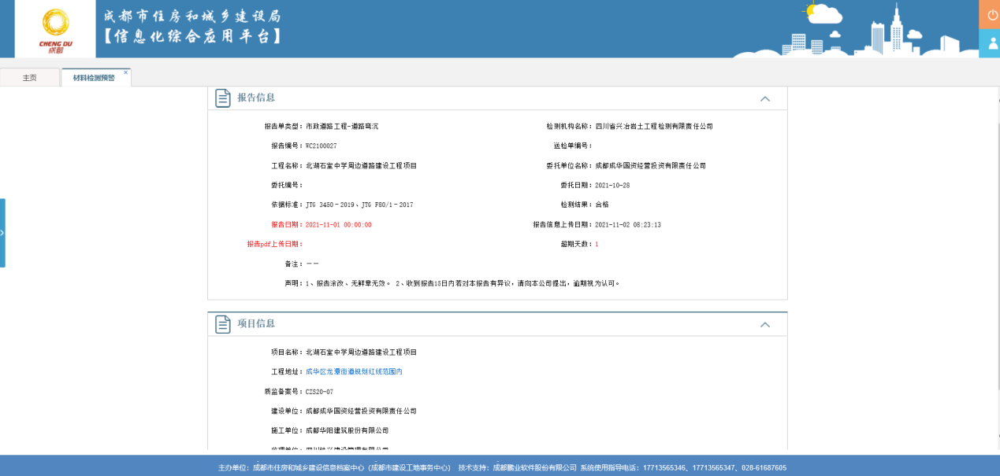 成都市住房和城乡建设局
【信息化综合应用平台】
CHENG DU
成都
主页
材料检测预警
报告信息
报告单类型：市政道路工程-道路弯沉
检测机构名称：四川省兴冶岩土工程检测有限责任公司
报告编号：WC2100027
送检单编号：
工程名称：北湖石室中学周边道路建设工程项目
委托单位名称：成都成华国资经营投资有限责任公司
委托编号：
委托日期：2021-10-28
依据标准：JTG 3450－2019、JTG F80/1－2017
检测结果：合格
报告日期：2021-11-01 00:00:00
报告信息上传日期：2021-11-02 08:23:13
报告pdf上传日期：
超期天数：1
备注：——
声明：1、报告涂改、无鲜章无效。 2、收到报告15日内若对本报告有异议，请向本公司提出，逾期视为认可。
项目信息
项目名称：北湖石室中学周边道路建设工程项目
工程地址：成华区龙潭街道规划红线范围内
质监备案号：CZS20-07
建设单位：成都成华国资经营投资有限责任公司
施工单位：成都华阳建筑股份有限公司
主办单位：成都市住房和城乡建设信息档案中心（成都市建设工地事务中心） 技术支持：成都鹏业软件股份有限公司 系统使用指导电话：17713565346、17713565347、028-61687605